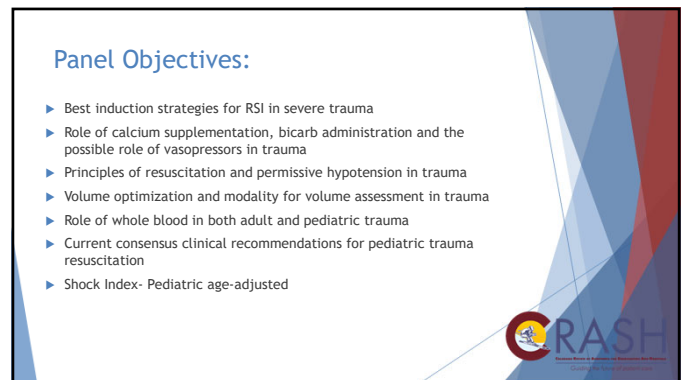 Panel Objectives:
Best induction strategies for RSI in severe trauma
Role of calcium supplementation, bicarb administration and the
possible role of vasopressors in trauma
Principles of resuscitation and permissive hypotension in trauma
Volume optimization and modality for volume assessment in trauma
Role of whole blood in both adult and pediatric trauma
Current consensus clinical recommendations for pediatric trauma
resuscitation
Shock Index- Pediatric age-adjusted
CRASH